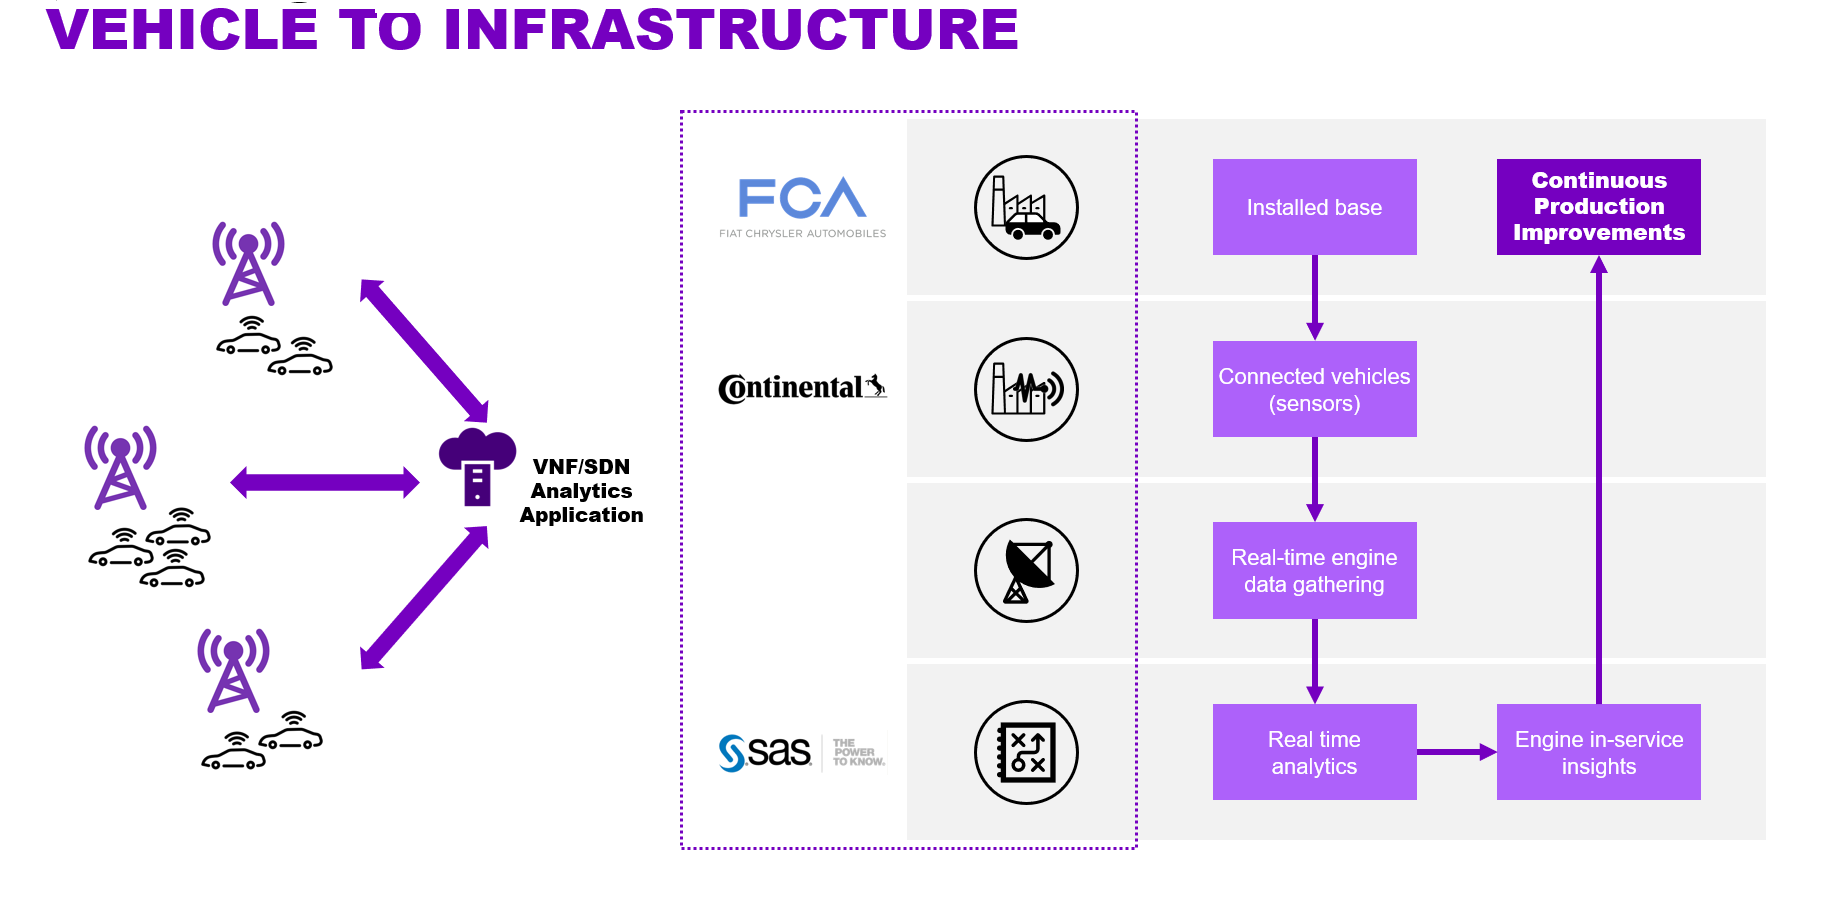 VEHICLE TO INFRASTRUCTURE
VNF/SDN
Analytics
Application
FCA
FIAT CHRYSLER AUTOMOBILES
Continental
sas
THE
POWER
TO KNOW.
Installed base
Connected vehicles
(sensors)
Real-time engine
data gathering
Real time
analytics
Engine in-service
insights
Continuous
Production
Improvements